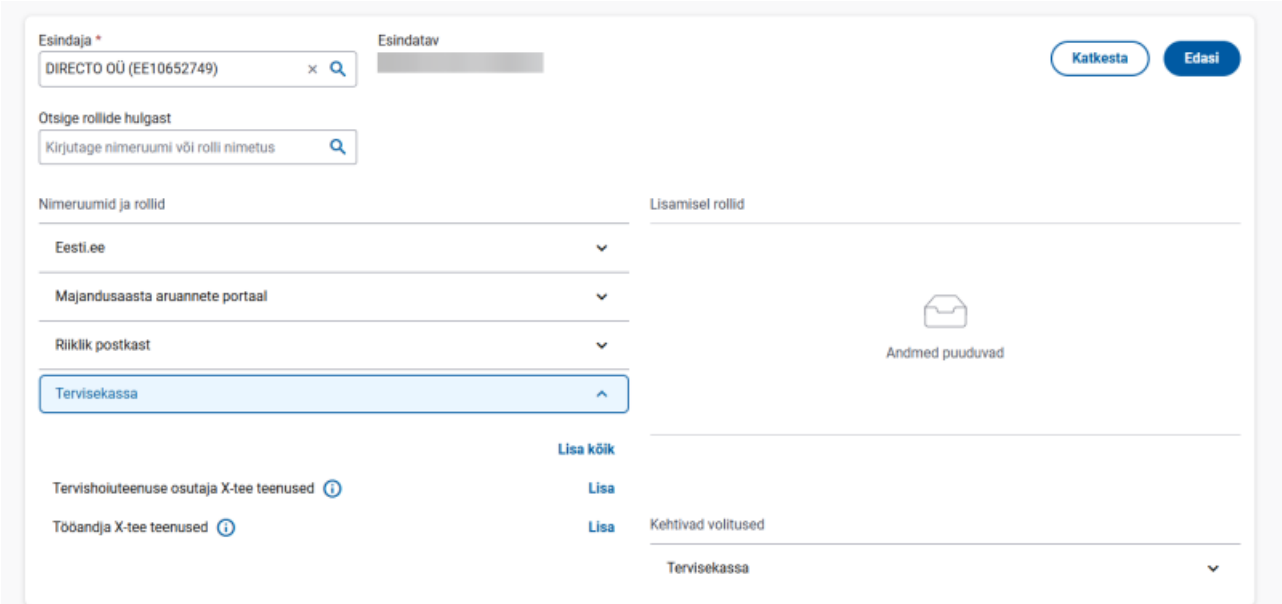 Esindaja *
Esindatav
DIRECTO OÜ (EE10652749)
Katkesta
Edasi
Otsige rollide hulgast
Kirjutage nimeruumi või rolli nimetus
Nimeruumid ja rollid
Lisamisel rollid
Eesti.ee
Majandusaasta aruannete portaal
Riiklik postkast
Andmed puuduvad
Tervisekassa
Lisa kõik
Tervishoiuteenuse osutaja X-tee teenused
Lisa
Tööandja X-tee teenused
Lisa
Kehtivad volitused
Tervisekassa